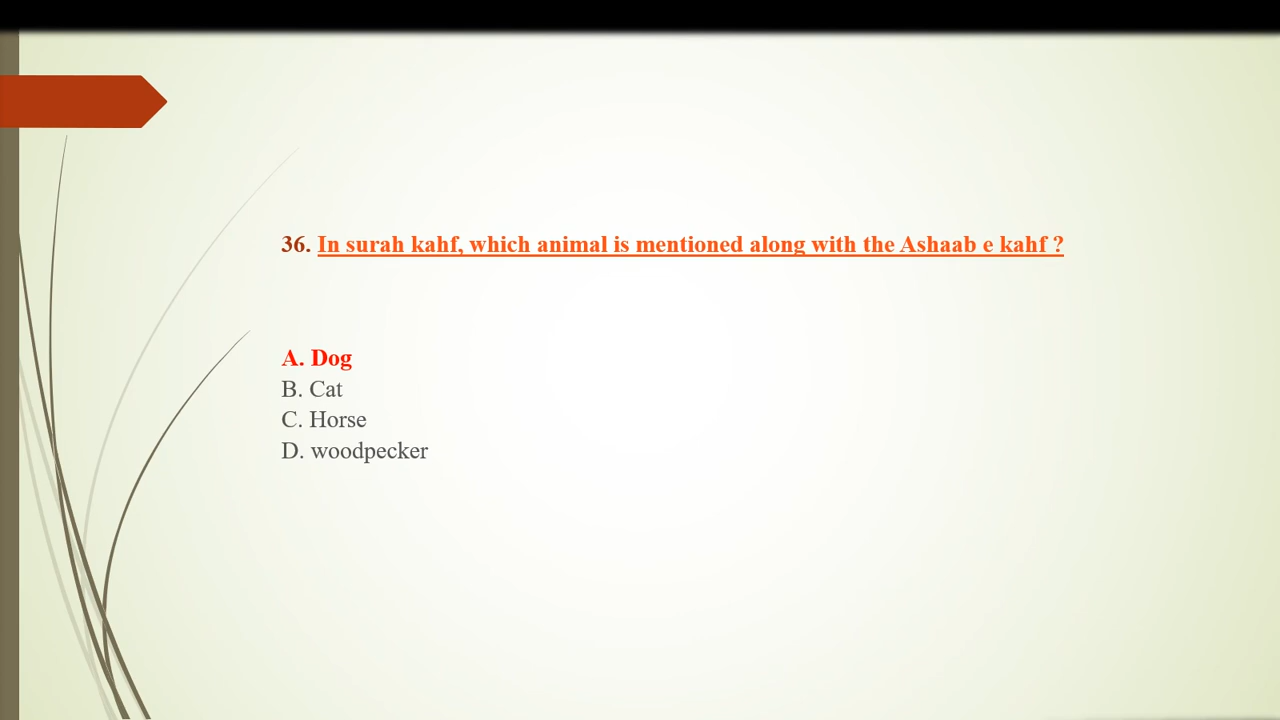 36. In surah kahf, which animal is mentioned along with the Ashaab e kahf ?
A. Dog
B. Cat
C. Horse
D. woodpecker